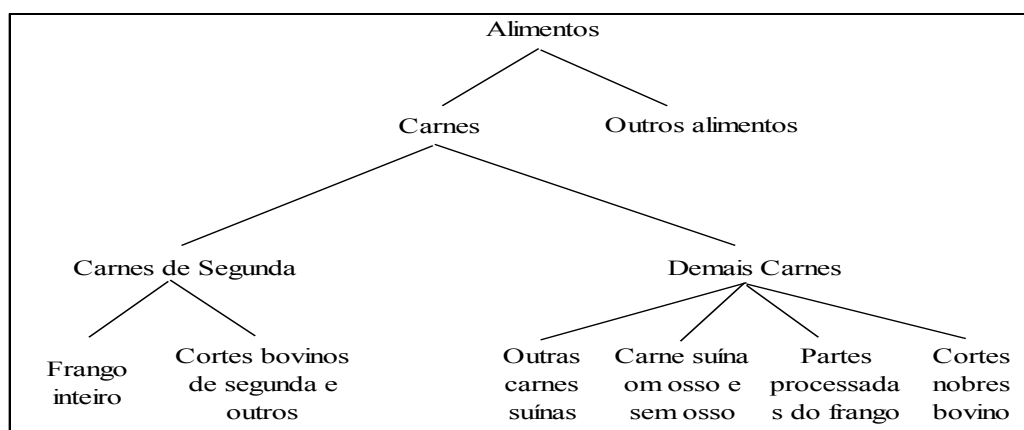 Alimentos
Carnes
Outros alimentos
Carnes de Segunda
Demais Carnes
Frango
inteiro
Cortes bovinos
de segunda e
outros
Outras
carnes
suínas
Carne suína
om osso e
sem osso
Partes
processada
s do frango
Cortes
nobres
bovino